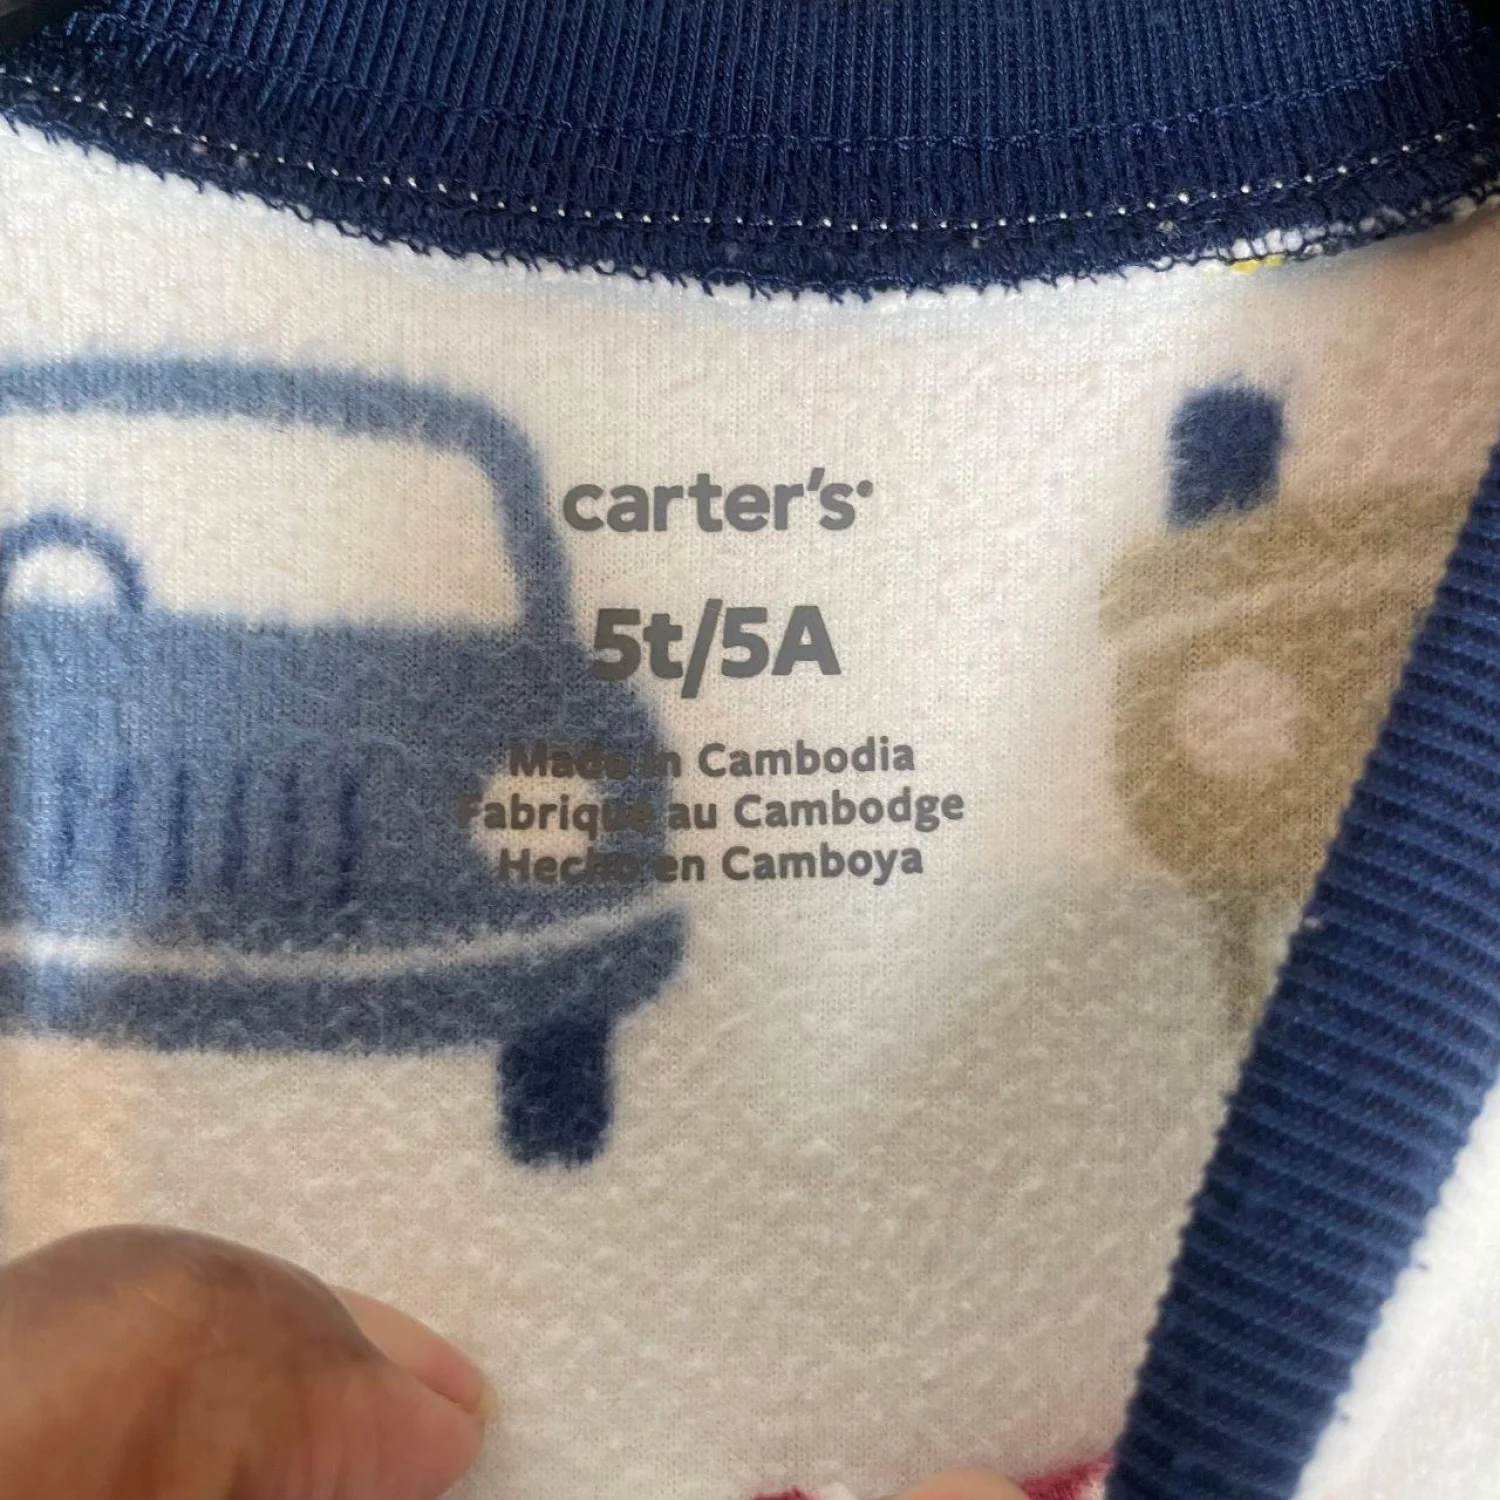 carter's
5t/5A
Made in Cambodia
Fabriqué au Cambodge
Hecho en Camboya